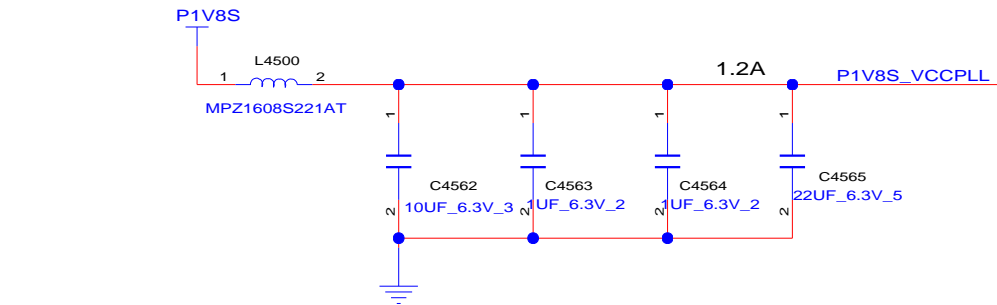 P1V8S
L4500
1 2
MPZ1608S221AT
1.2A
P1V8S_VCCPLL
1 1 1 1
C4562 C4563 C4564 C4565
10UF_6.3V_3 1UF_6.3V_2 1UF_6.3V_2 22UF_6.3V_5
2 2 2 2